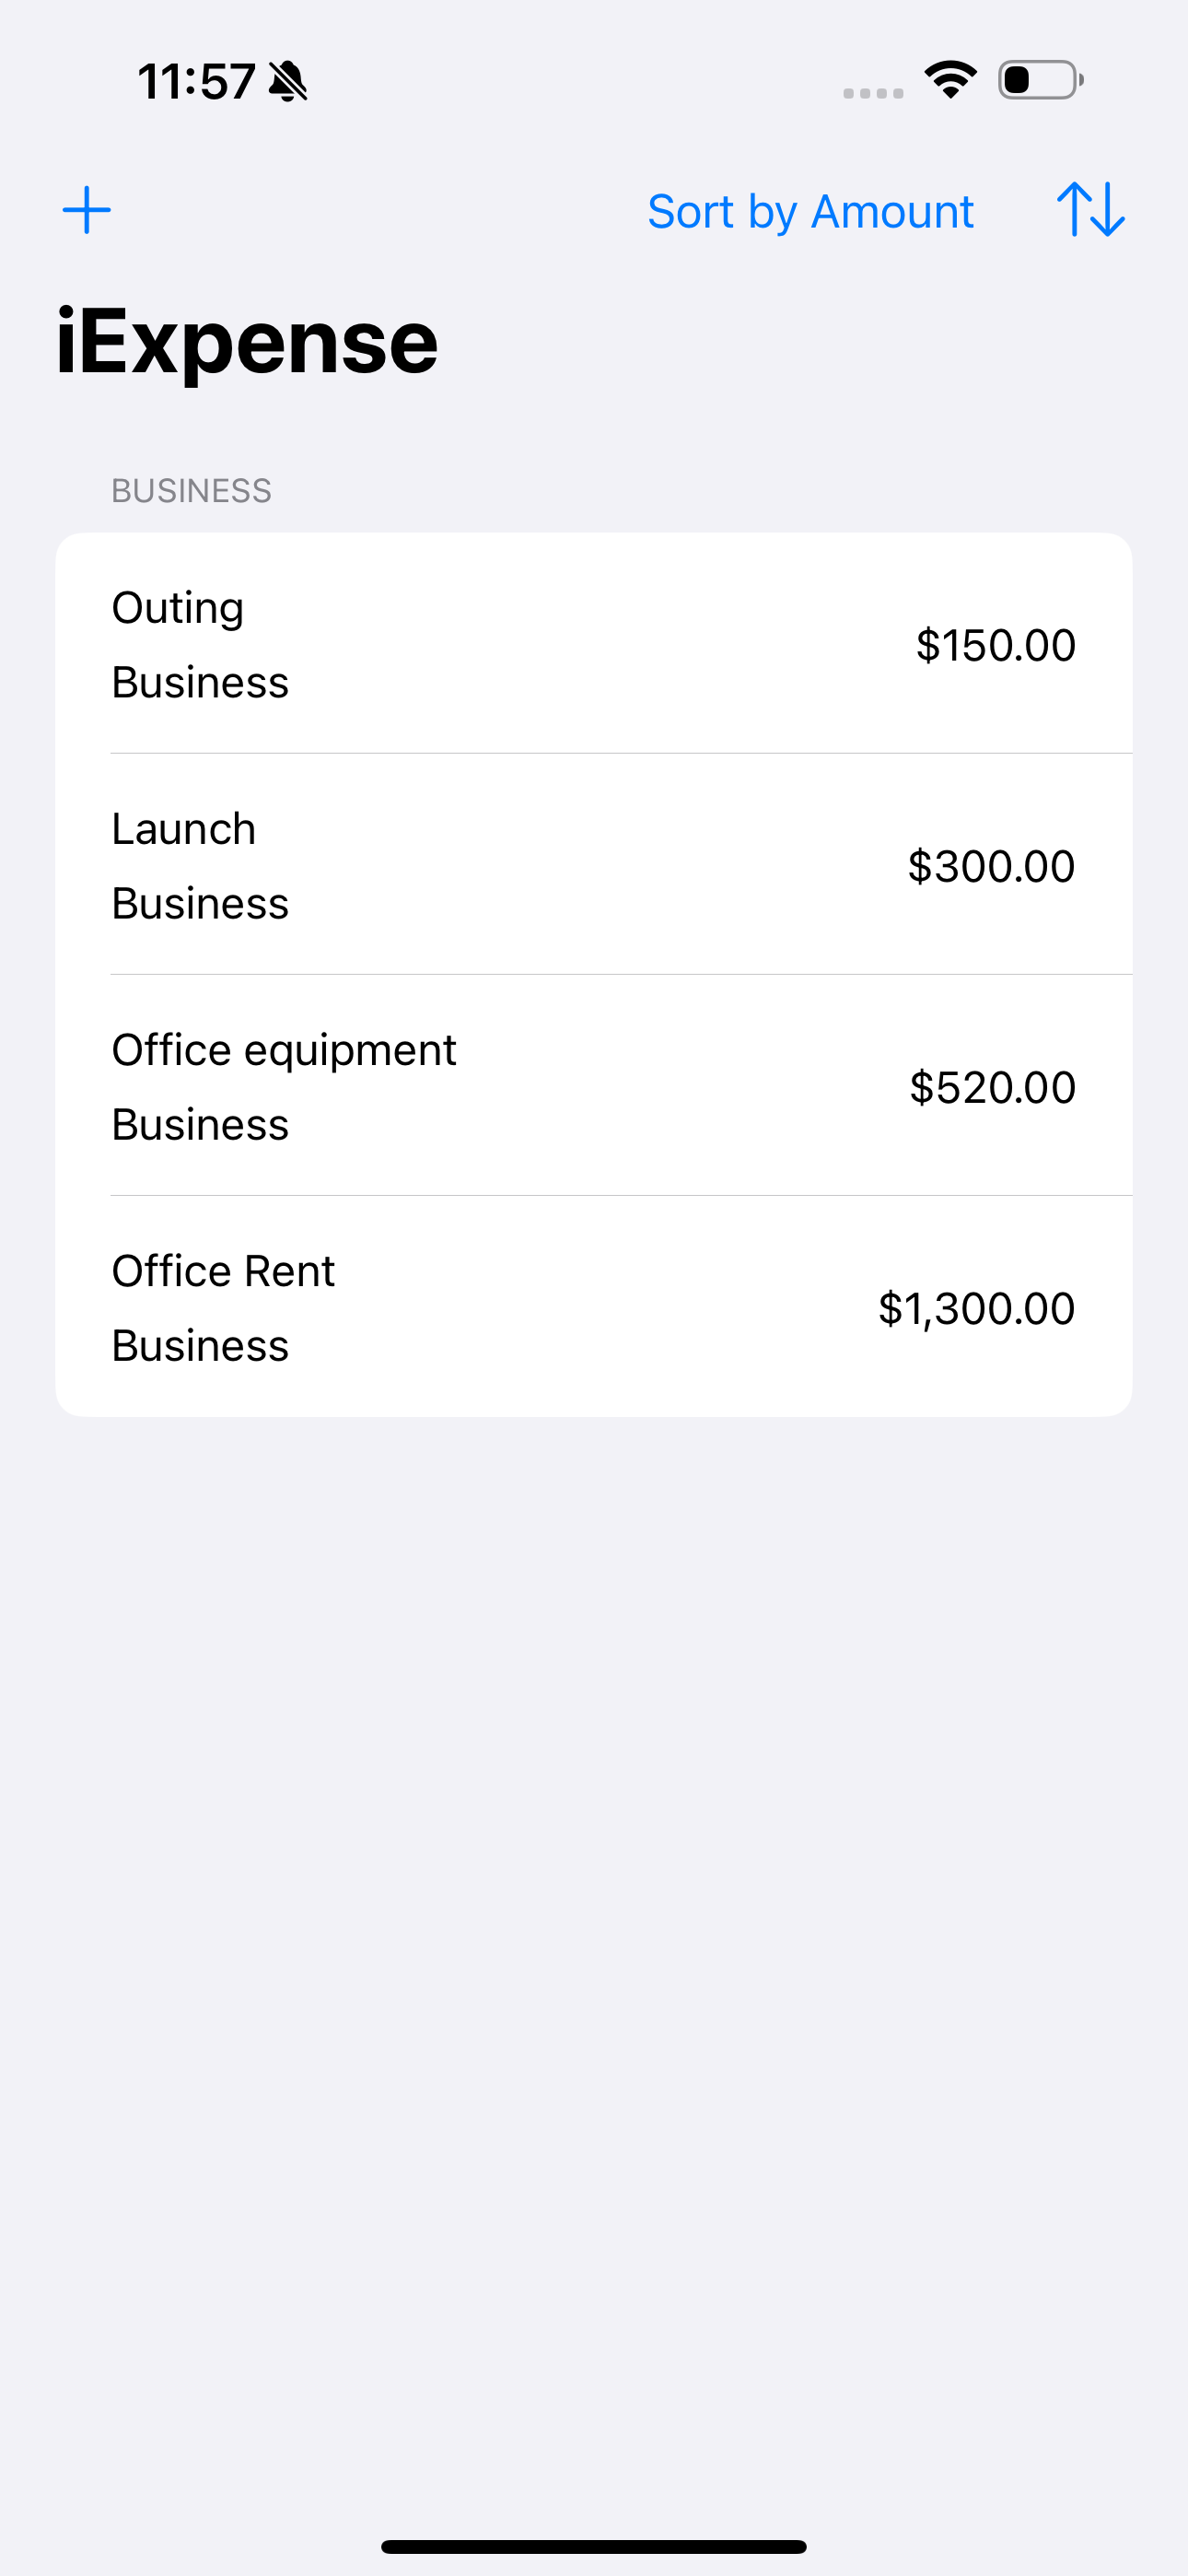 11:57
Sort by Amount
iExpense
BUSINESS
Outing
Business
$150.00
Launch
Business
$300.00
Office equipment
Business
$520.00
Office Rent
Business
$1,300.00